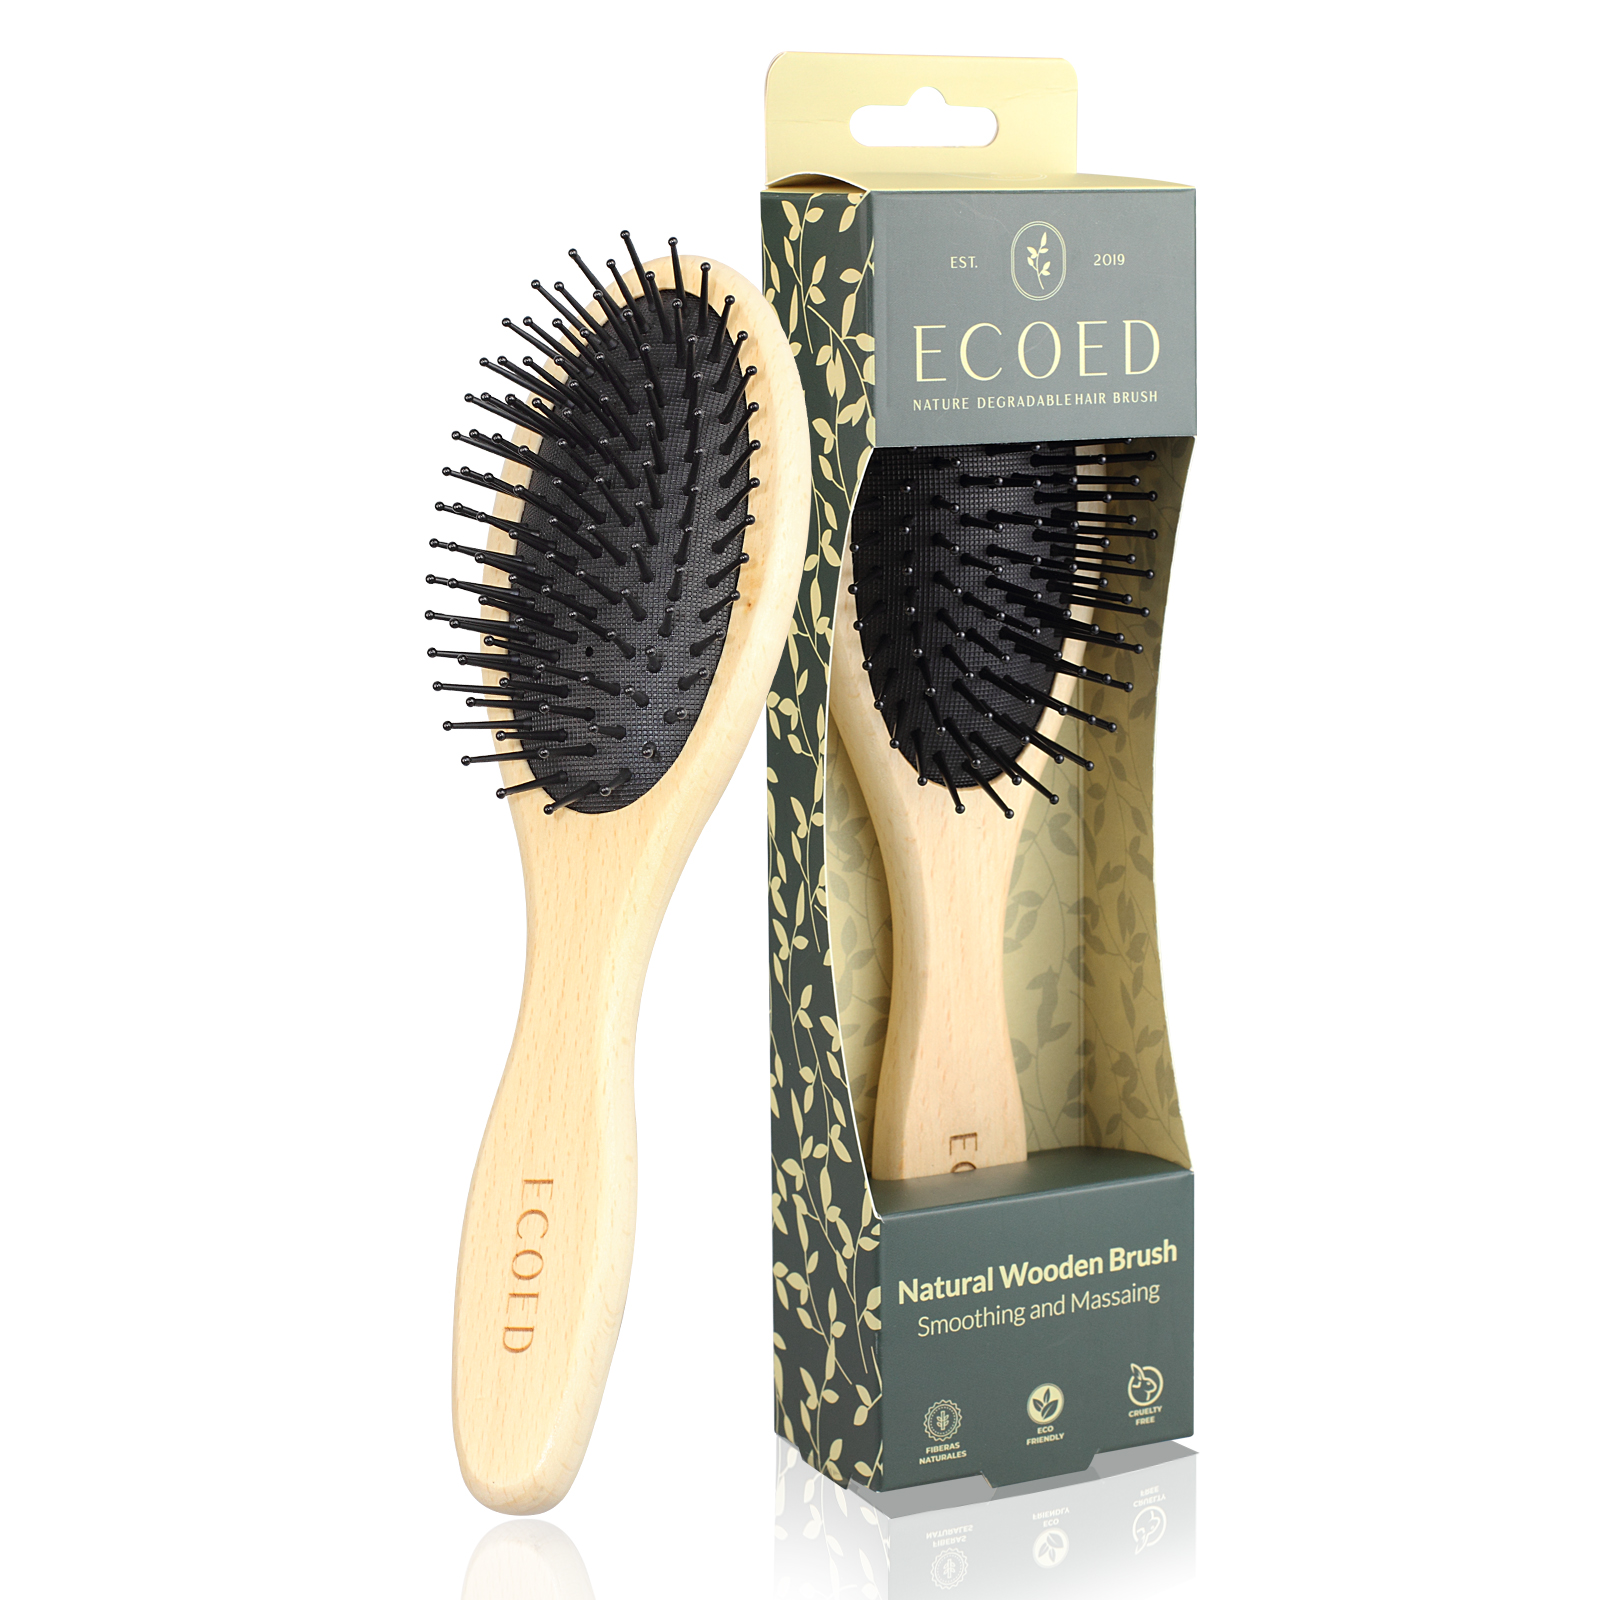 EST. 2019
ECOED
NATURE DEGRADABLE HAIR BRUSH
EC
ECOED
Natural Wooden Brush
Smoothing and Massaing
FIBERAS
NATURALES
ECO
FRIENDLY
CRUELTY
FREE